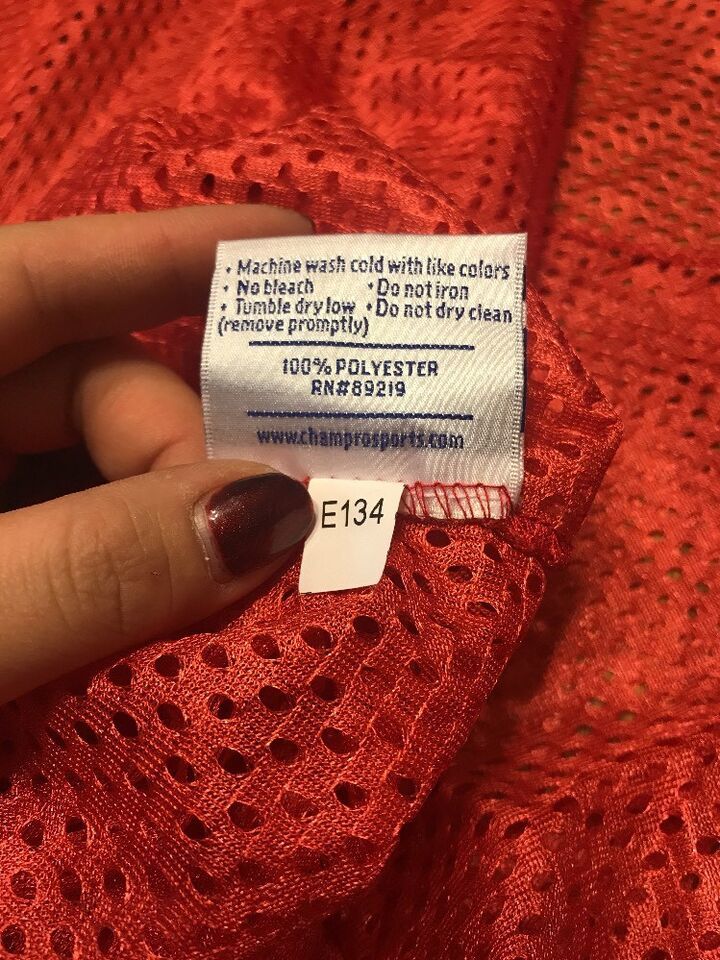 • Machine wash cold with like colors
• No bleach • Do not iron
• Tumble dry low • Do not dry clean
(remove promptly)
100% POLYESTER
RN#89219
www.champrosports.com
E134